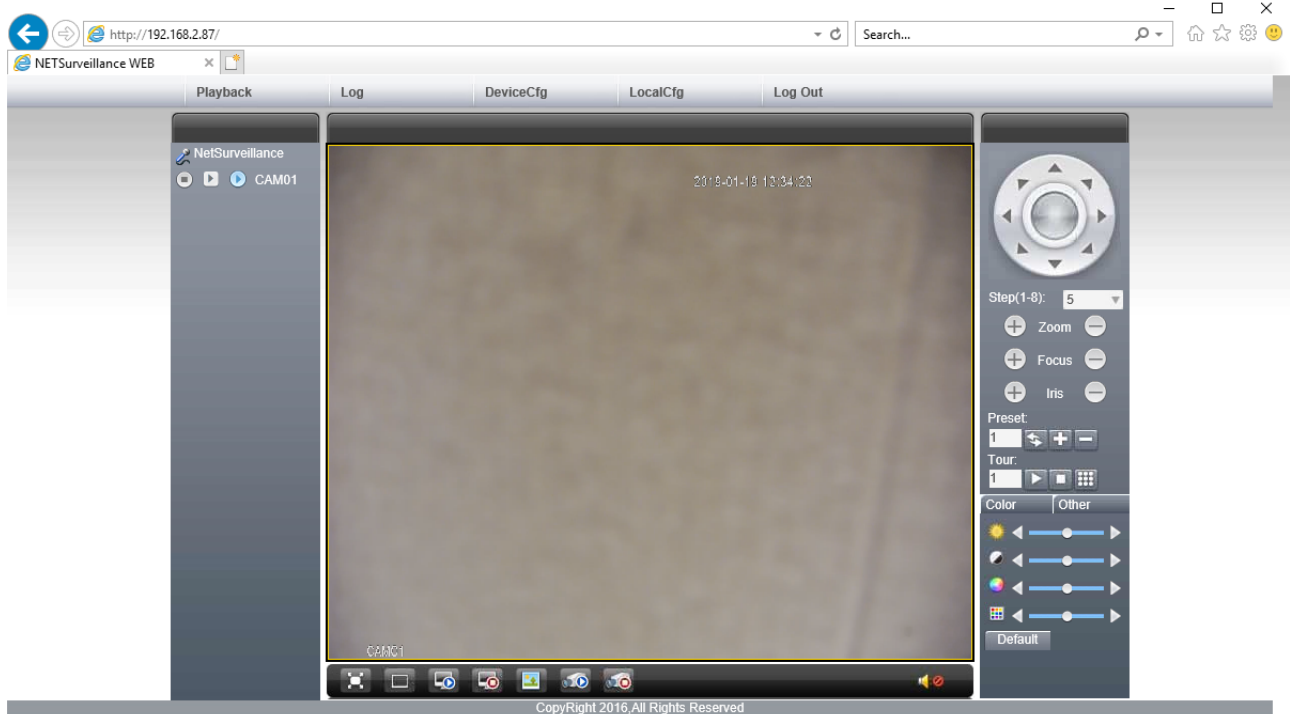 http://192.168.2.87/
Search...
NETSurveillance WEB
Playback Log DeviceCfg LocalCfg Log Out
NetSurveillance
CAM01
2019-01-19 12:34:22
Step(1-8): 5
Zoom
Focus
Iris
Preset:
1
Tour:
1
Color Other
Default
CAM01
CopyRight 2016,All Rights Reserved